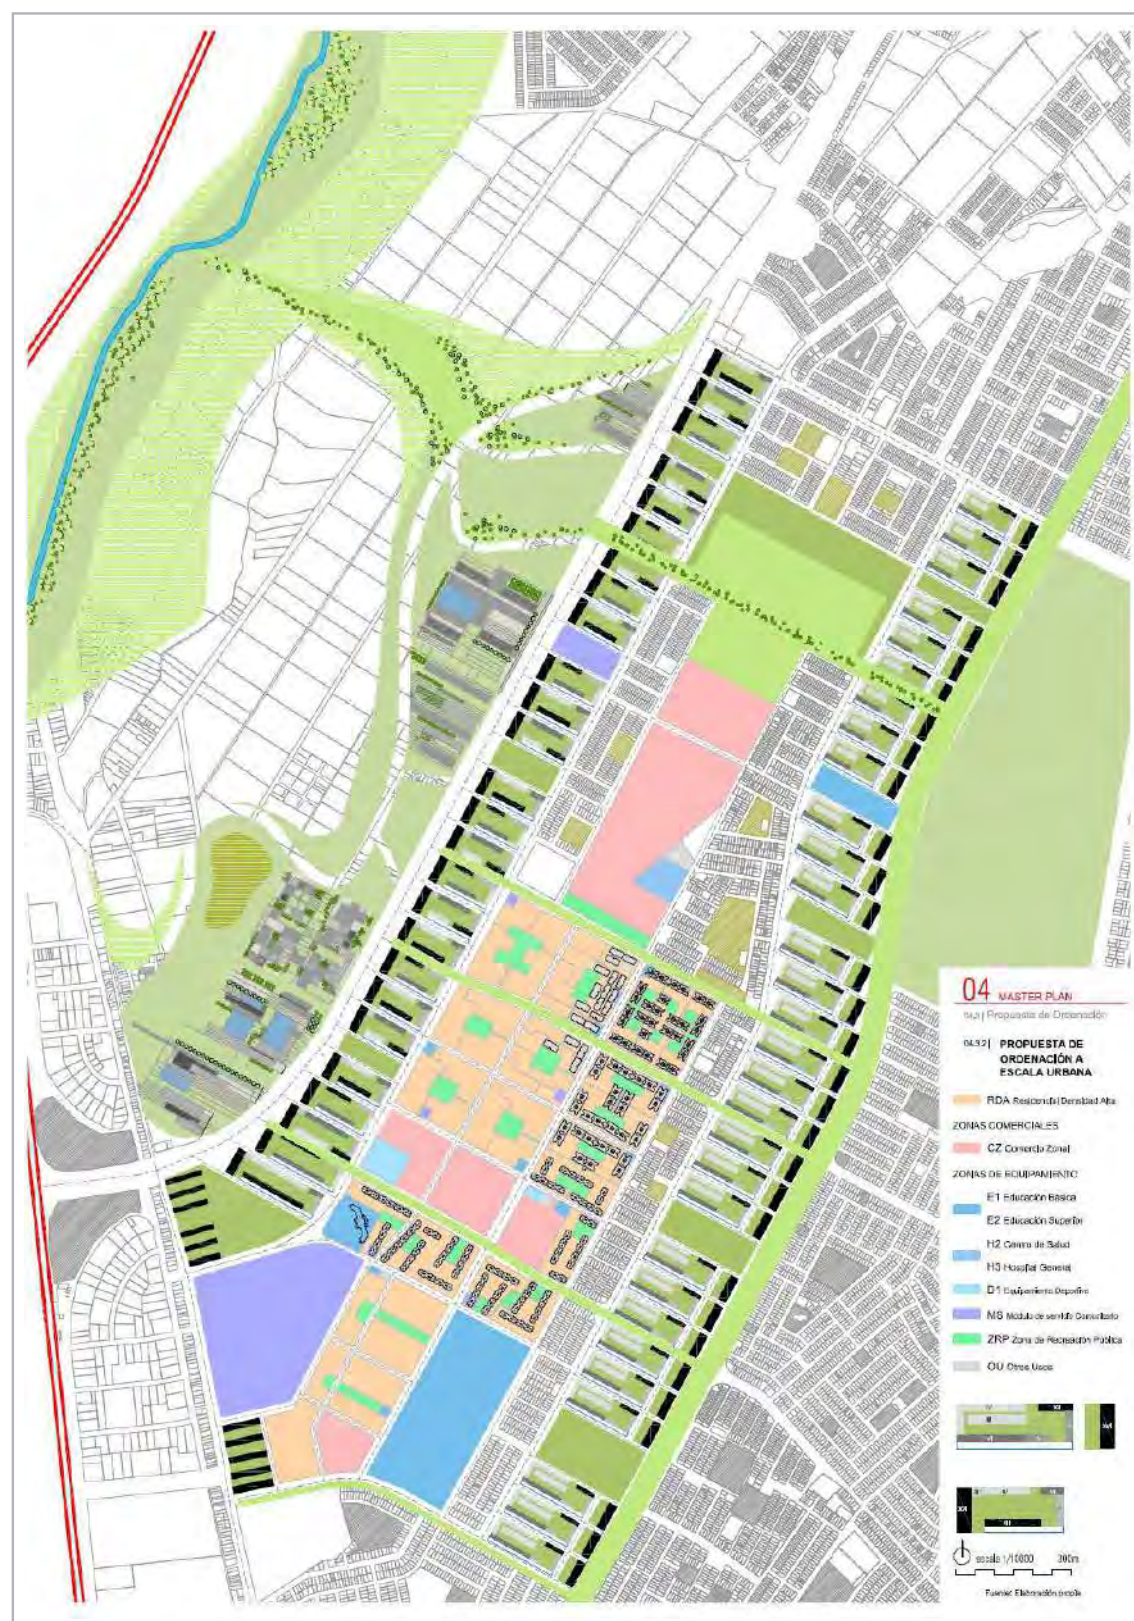 04 MASTER PLAN
Propuesta de Ordenación
04.3.2| PROPUESTA DE
ORDENACIÓN A
ESCALA URBANA
RDA Residencial Densidad Alta
ZONAS COMERCIALES
CZ Comercio Zonal
ZONAS DE EQUIPAMIENTO
E1 Educación Básica
E2 Educación Superior
H2 Centro de Salud
H3 Hospital General
D1 Equipamiento Deportivo
MS Módulo de servicio Comunitario
ZRP Zona de Recreación Pública
OU Otros Usos
XVI
XVI
escala 1/10000 300m
Fuente: Elaboración propia